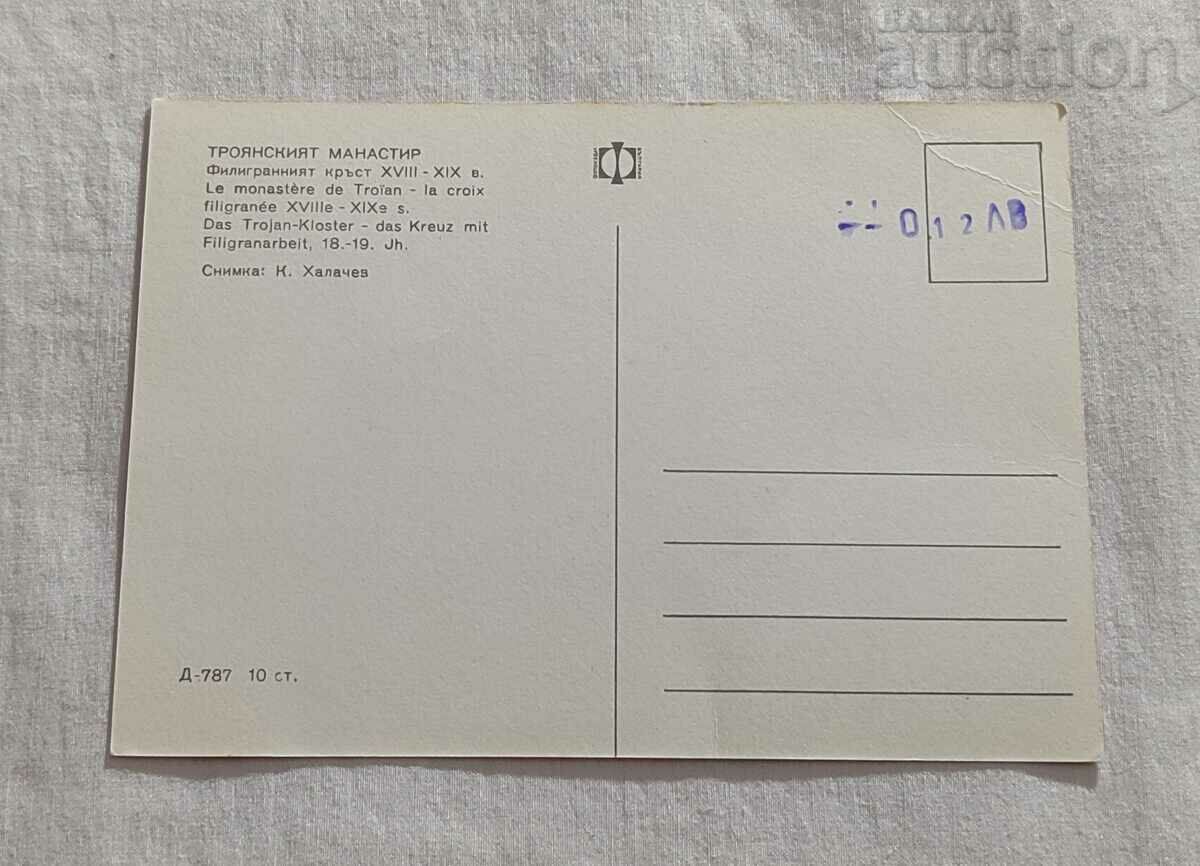 BALKAN
auction
ТРОЯНСКИЯТ МАНАСТИР
Филигранният кръст XVIII - XIX в.
Le monastère de Troïan - la croix
filigranée XVIIIe - XIXe s.
Das Trojan-Kloster - das Kreuz mit
Filigranarbeit, 18.-19. Jh.
Снимка: К. Халачев
0.12 ЛВ
Д-787 10 ст.